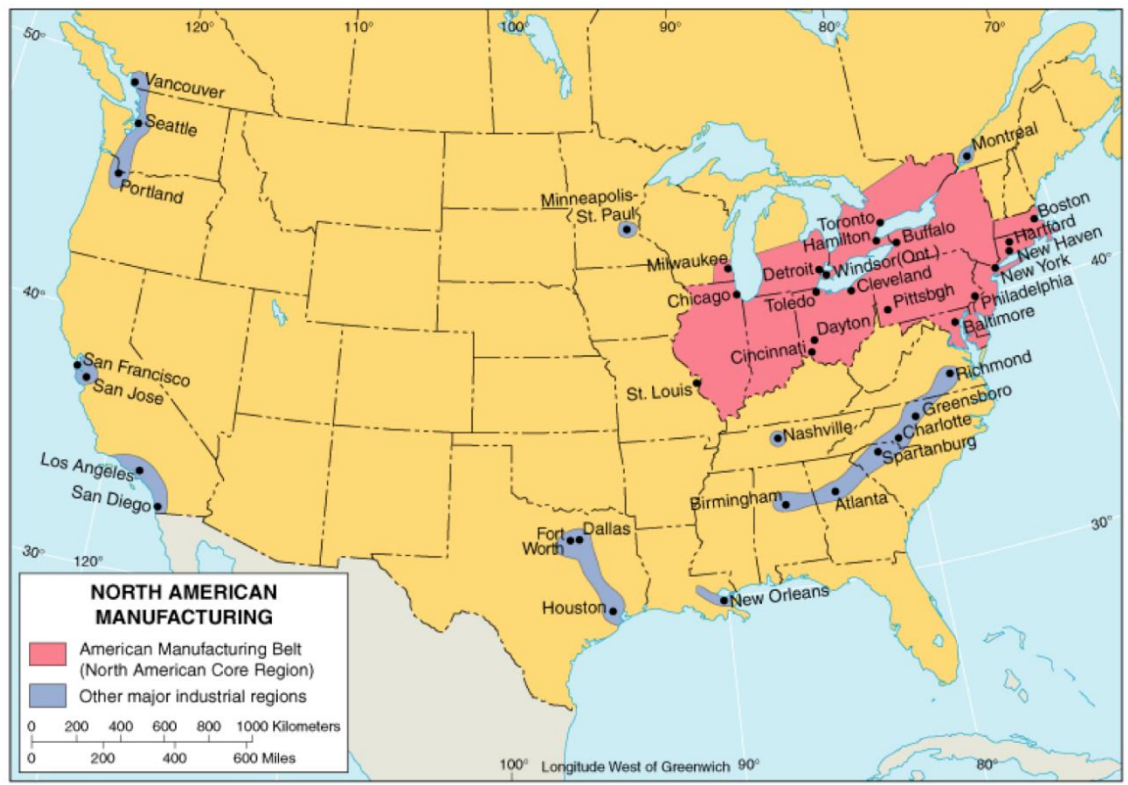 120°
110°
100°
90°
80°
70°
50°
Vancouver
Seattle
Portland
Montreal
Minneapolis-
St. Paul
Toronto
Hamilton
Buffalo
Boston
Hartford
New Haven
New York
40°
Milwaukee
Detroit
Windsor(Ont.)
Cleveland
Chicago
Toledo
Pittsbgh
Philadelphia
Baltimore
40°
Dayton
Cincinnati
San Francisco
San Jose
St. Louis
Richmond
Greensboro
Charlotte
Spartanburg
Nashville
Los Angeles
San Diego
Birmingham
Atlanta
Fort
Worth
Dallas
30°
30°
120°
Houston
New Orleans
NORTH AMERICAN
MANUFACTURING
American Manufacturing Belt
(North American Core Region)
Other major industrial regions
0 200 400 600 800 1000 Kilometers
0 200 400 600 Miles
100° Longitude West of Greenwich 90° 80°